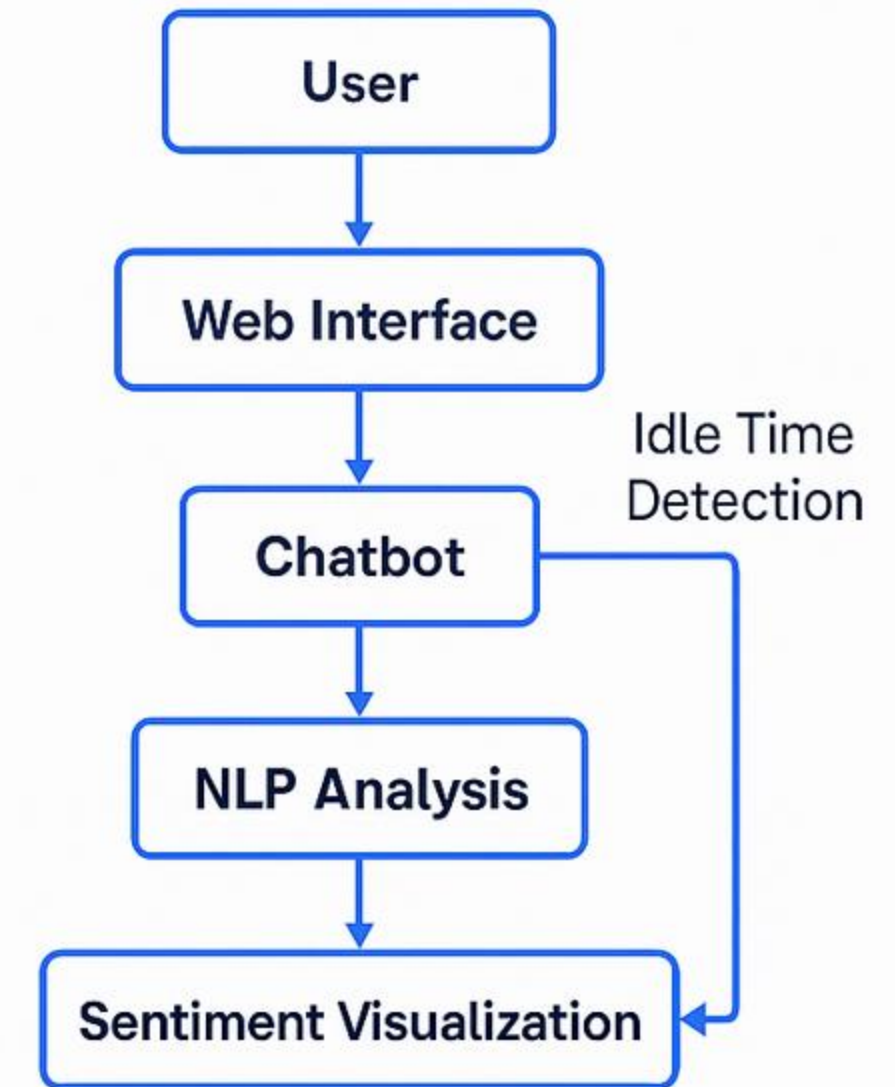 User
Web Interface
Idle Time
Detection
Chatbot
NLP Analysis
Sentiment Visualization